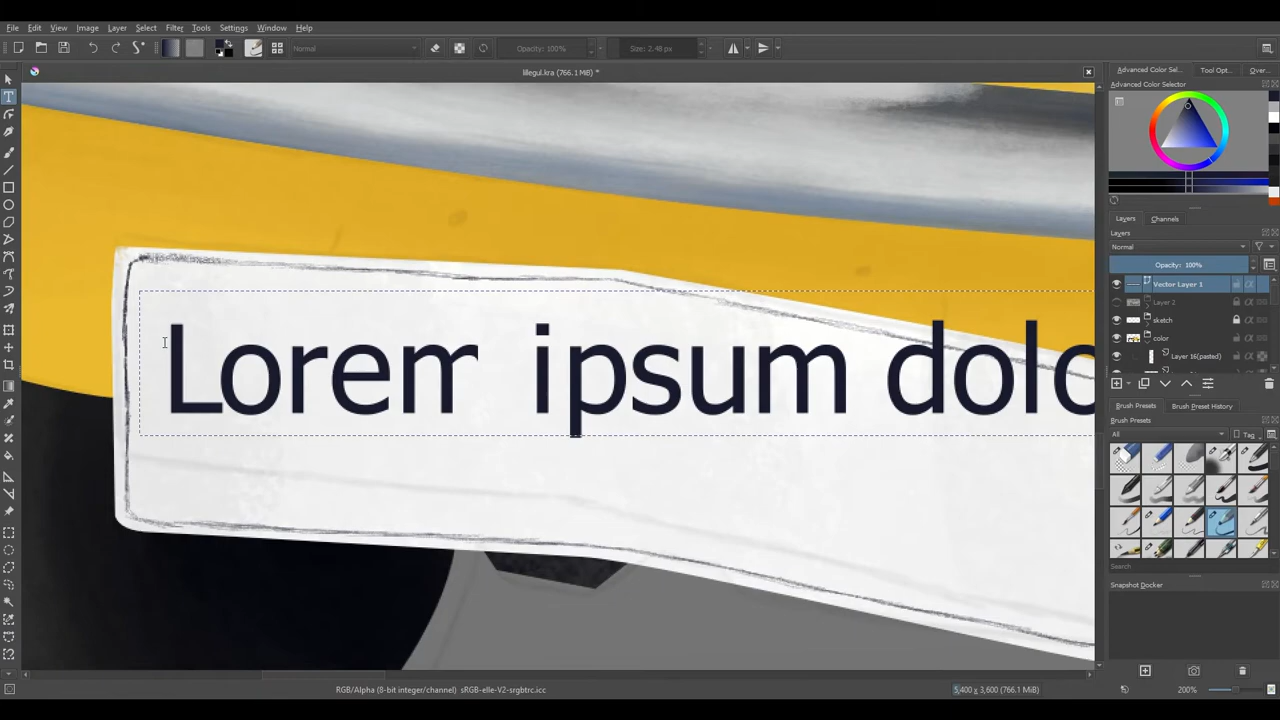 File Edit View Image Layer Select Filter Tools Settings Window Help
Normal Opacity: 100% Size: 2.48 px
lillegul.kra (766.1 MiB) *
Advanced Color Sel... Tool Opt... Over...
Advanced Color Selector
Layers Channels
Layers
Normal
Opacity: 100%
Vector Layer 1
Layer 2
sketch
color
Layer 16(pasted)
Brush Presets Brush Preset History
Brush Presets
All Tag
Search
Snapshot Docker
Lorem ipsum dolo
RGB/Alpha (8-bit integer/channel) sRGB-elle-V2-srgbtrc.icc 5,400 x 3,600 (766.1 MiB) 200%